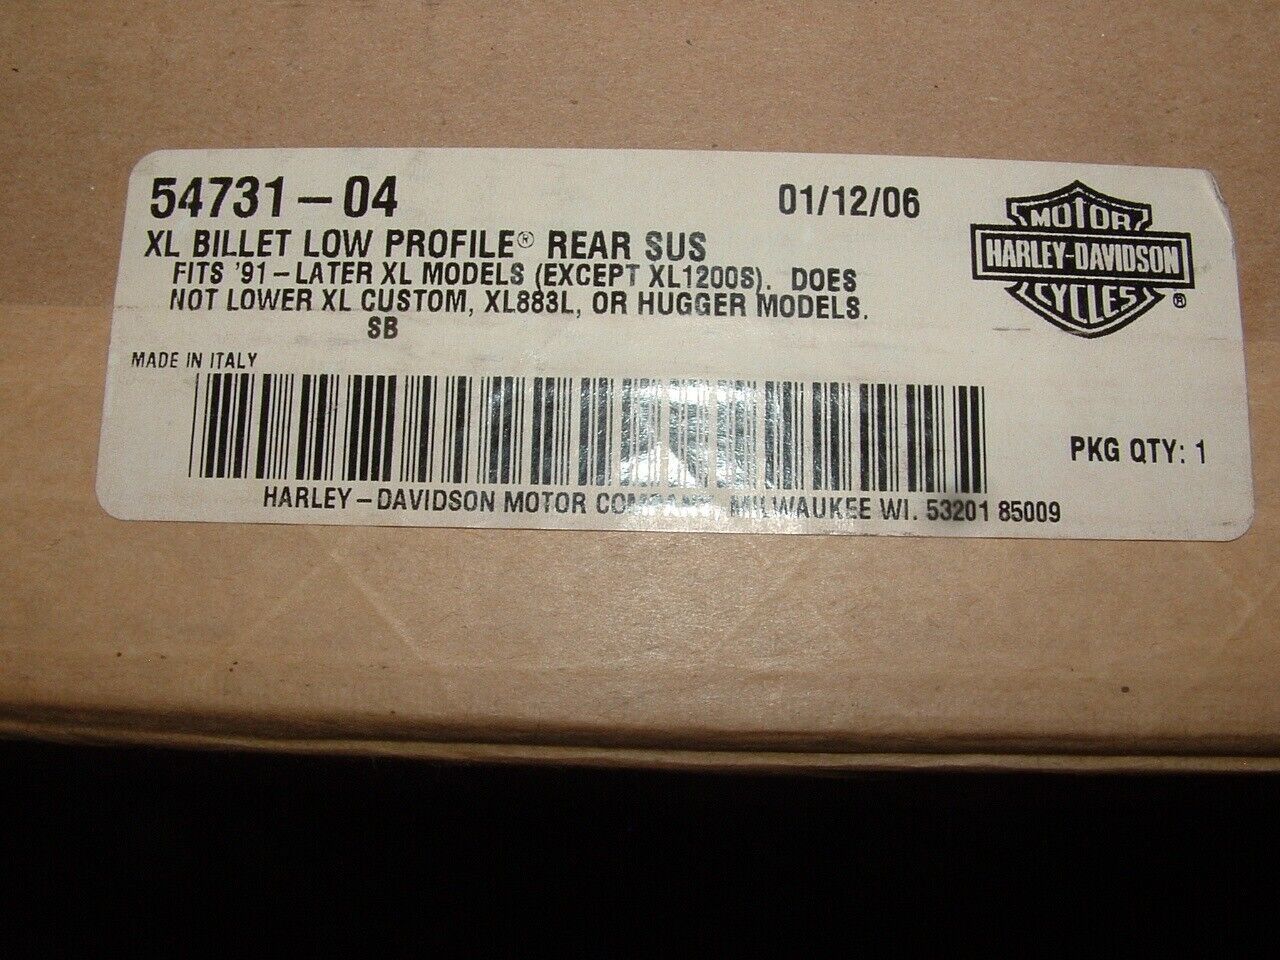 54731-04
01/12/06
XL BILLET LOW PROFILE® REAR SUS
FITS '91-LATER XL MODELS (EXCEPT XL1200S). DOES
NOT LOWER XL CUSTOM, XL883L, OR HUGGER MODELS.
SB
MOTOR
HARLEY-DAVIDSON
CYCLES
®
MADE IN ITALY
PKG QTY: 1
HARLEY-DAVIDSON MOTOR COMPANY, MILWAUKEE WI. 53201 85009